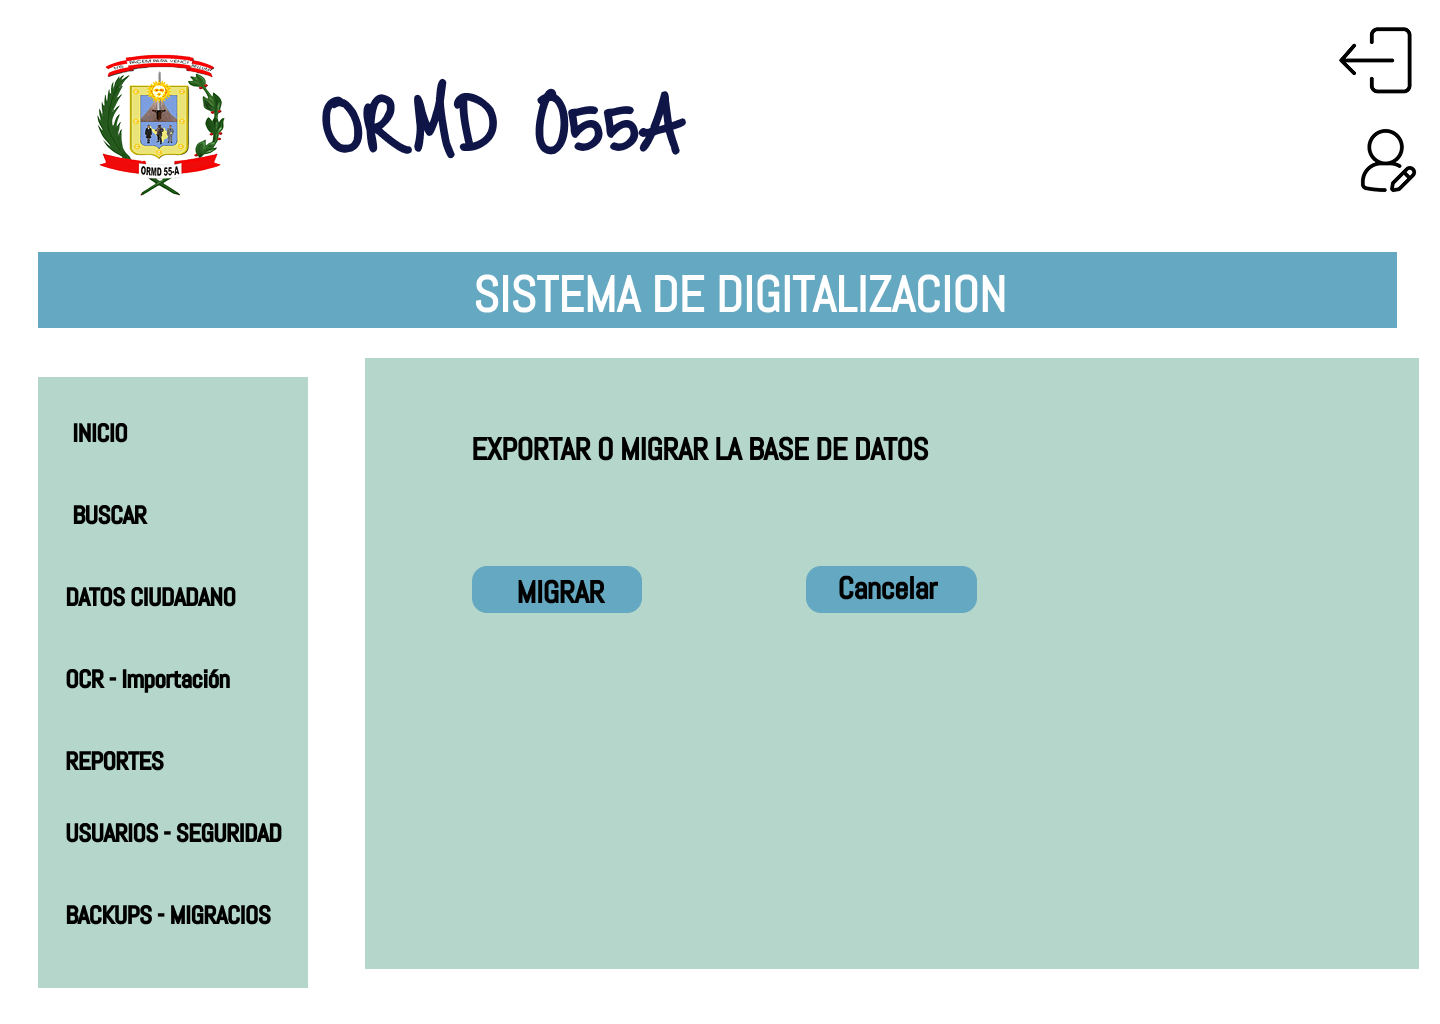 ORMD 55-A
ORMD 055A
SISTEMA DE DIGITALIZACION
INICIO
BUSCAR
DATOS CIUDADANO
OCR - Importación
REPORTES
USUARIOS - SEGURIDAD
BACKUPS - MIGRACIOS
EXPORTAR O MIGRAR LA BASE DE DATOS
MIGRAR
Cancelar